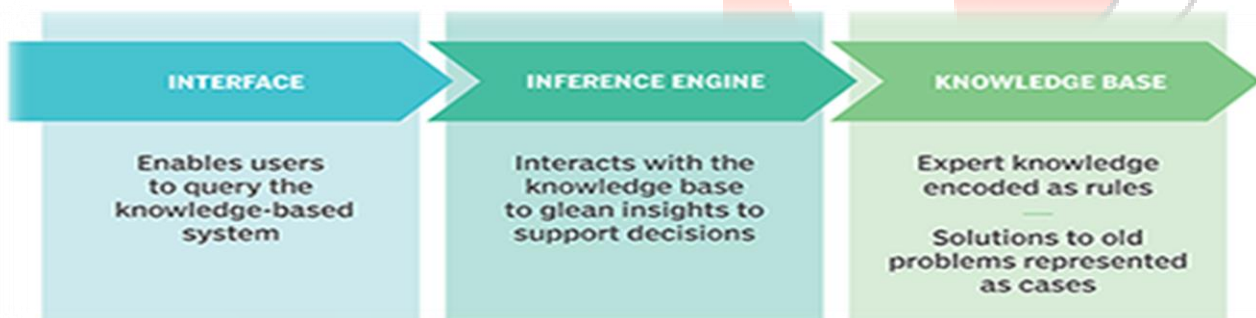 INTERFACE
Enables users
to query the
knowledge-based
system
INFERENCE ENGINE
Interacts with the
knowledge base
to glean insights to
support decisions
KNOWLEDGE BASE
Expert knowledge
encoded as rules
Solutions to old
problems represented
as cases